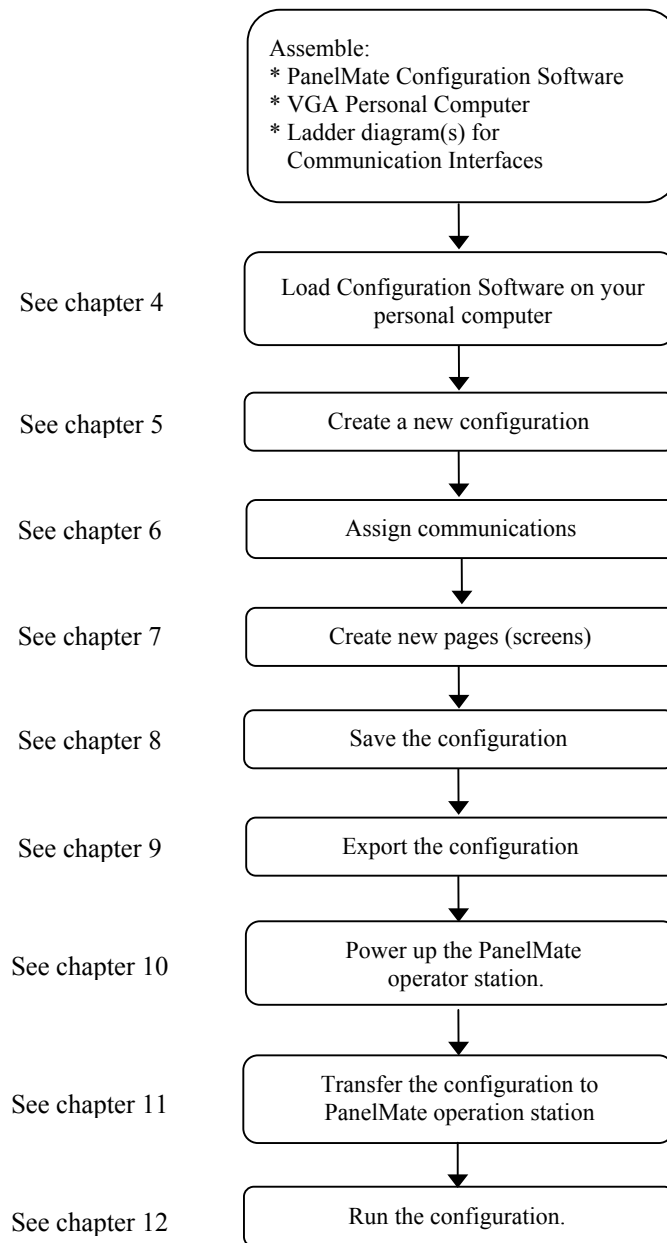 Assemble:
* PanelMate Configuration Software
* VGA Personal Computer
* Ladder diagram(s) for
Communication Interfaces
See chapter 4
Load Configuration Software on your
personal computer
See chapter 5
Create a new configuration
See chapter 6
Assign communications
See chapter 7
Create new pages (screens)
See chapter 8
Save the configuration
See chapter 9
Export the configuration
See chapter 10
Power up the PanelMate
operator station.
See chapter 11
Transfer the configuration to
PanelMate operation station
See chapter 12
Run the configuration.